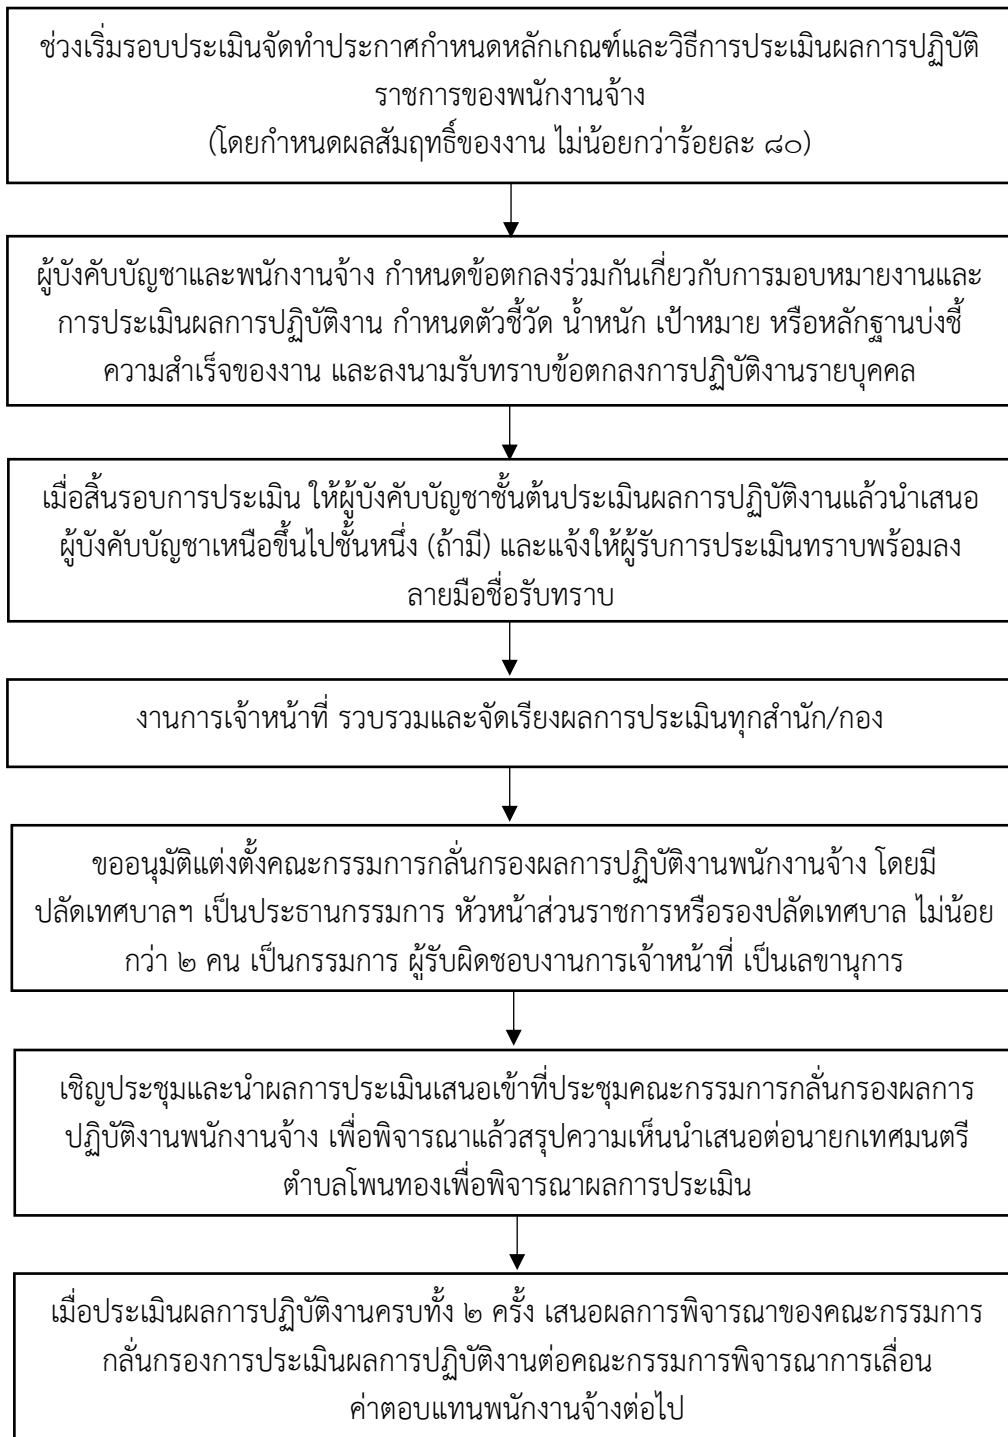 ช่วงเริ่มรอบประเมินจัดทำประกาศกำหนดหลักเกณฑ์และวิธีการประเมินผลการปฏิบัติ
ราชการของพนักงานจ้าง
(โดยกำหนดผลสัมฤทธิ์ของงาน ไม่น้อยกว่าร้อยละ ๘๐)
ผู้บังคับบัญชาและพนักงานจ้าง กำหนดข้อตกลงร่วมกันเกี่ยวกับการมอบหมายงานและ
การประเมินผลการปฏิบัติงาน กำหนดตัวชี้วัด น้ำหนัก เป้าหมาย หรือหลักฐานบ่งชี้
ความสำเร็จของงาน และลงนามรับทราบข้อตกลงการปฏิบัติงานรายบุคคล
เมื่อสิ้นรอบการประเมิน ให้ผู้บังคับบัญชาชั้นต้นประเมินผลการปฏิบัติงานแล้วนำเสนอ
ผู้บังคับบัญชาเหนือขึ้นไปชั้นหนึ่ง (ถ้ามี) และแจ้งให้ผู้รับการประเมินทราบพร้อมลง
ลายมือชื่อรับทราบ
งานการเจ้าหน้าที่ รวบรวมและจัดเรียงผลการประเมินทุกสำนัก/กอง
ขออนุมัติแต่งตั้งคณะกรรมการกลั่นกรองผลการปฏิบัติงานพนักงานจ้าง โดยมี
ปลัดเทศบาลฯ เป็นประธานกรรมการ หัวหน้าส่วนราชการหรือรองปลัดเทศบาล ไม่น้อย
กว่า ๒ คน เป็นกรรมการ ผู้รับผิดชอบงานการเจ้าหน้าที่ เป็นเลขานุการ
เชิญประชุมและนำผลการประเมินเสนอเข้าที่ประชุมคณะกรรมการกลั่นกรองผลการ
ปฏิบัติงานพนักงานจ้าง เพื่อพิจารณาแล้วสรุปความเห็นนำเสนอต่อนายกเทศมนตรี
ตำบลโพนทองเพื่อพิจารณาผลการประเมิน
เมื่อประเมินผลการปฏิบัติงานครบทั้ง ๒ ครั้ง เสนอผลการพิจารณาของคณะกรรมการ
กลั่นกรองการประเมินผลการปฏิบัติงานต่อคณะกรรมการพิจารณาการเลื่อน
ค่าตอบแทนพนักงานจ้างต่อไป